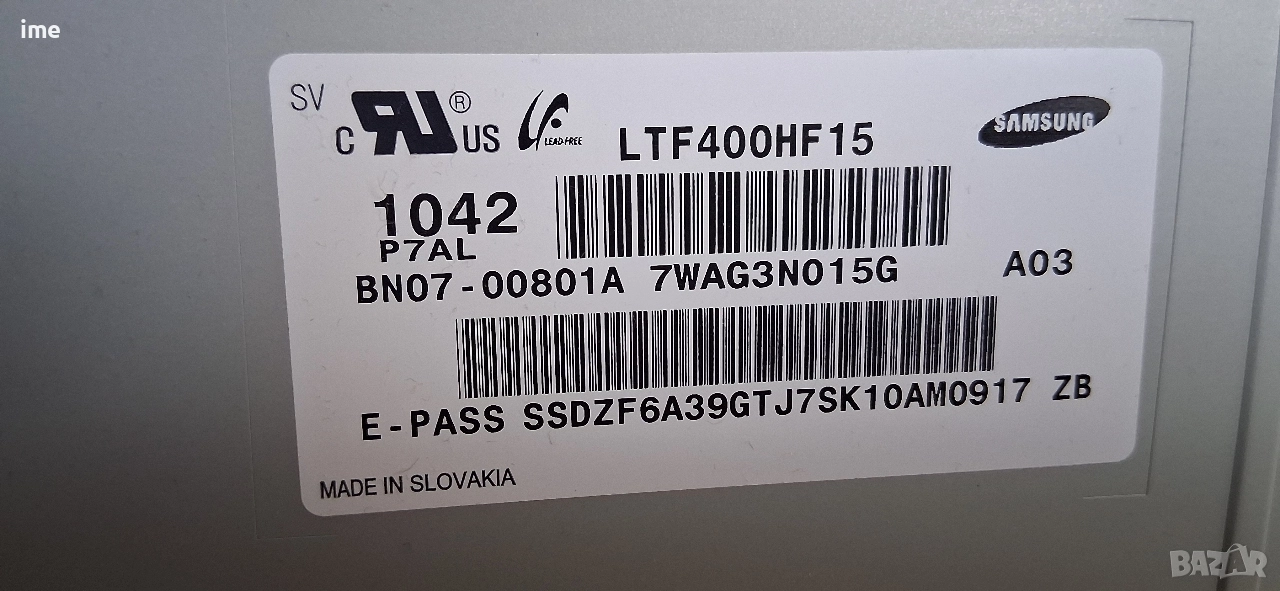 ime
SV
C UR ® US LEAD-FREE LTF400HF15 SAMSUNG
1042
P7AL
BN07-00801A 7WAG3N015G A03
E-PASS SSDZF6A39GTJ7SK10AM0917 ZB
MADE IN SLOVAKIA
BAZAR